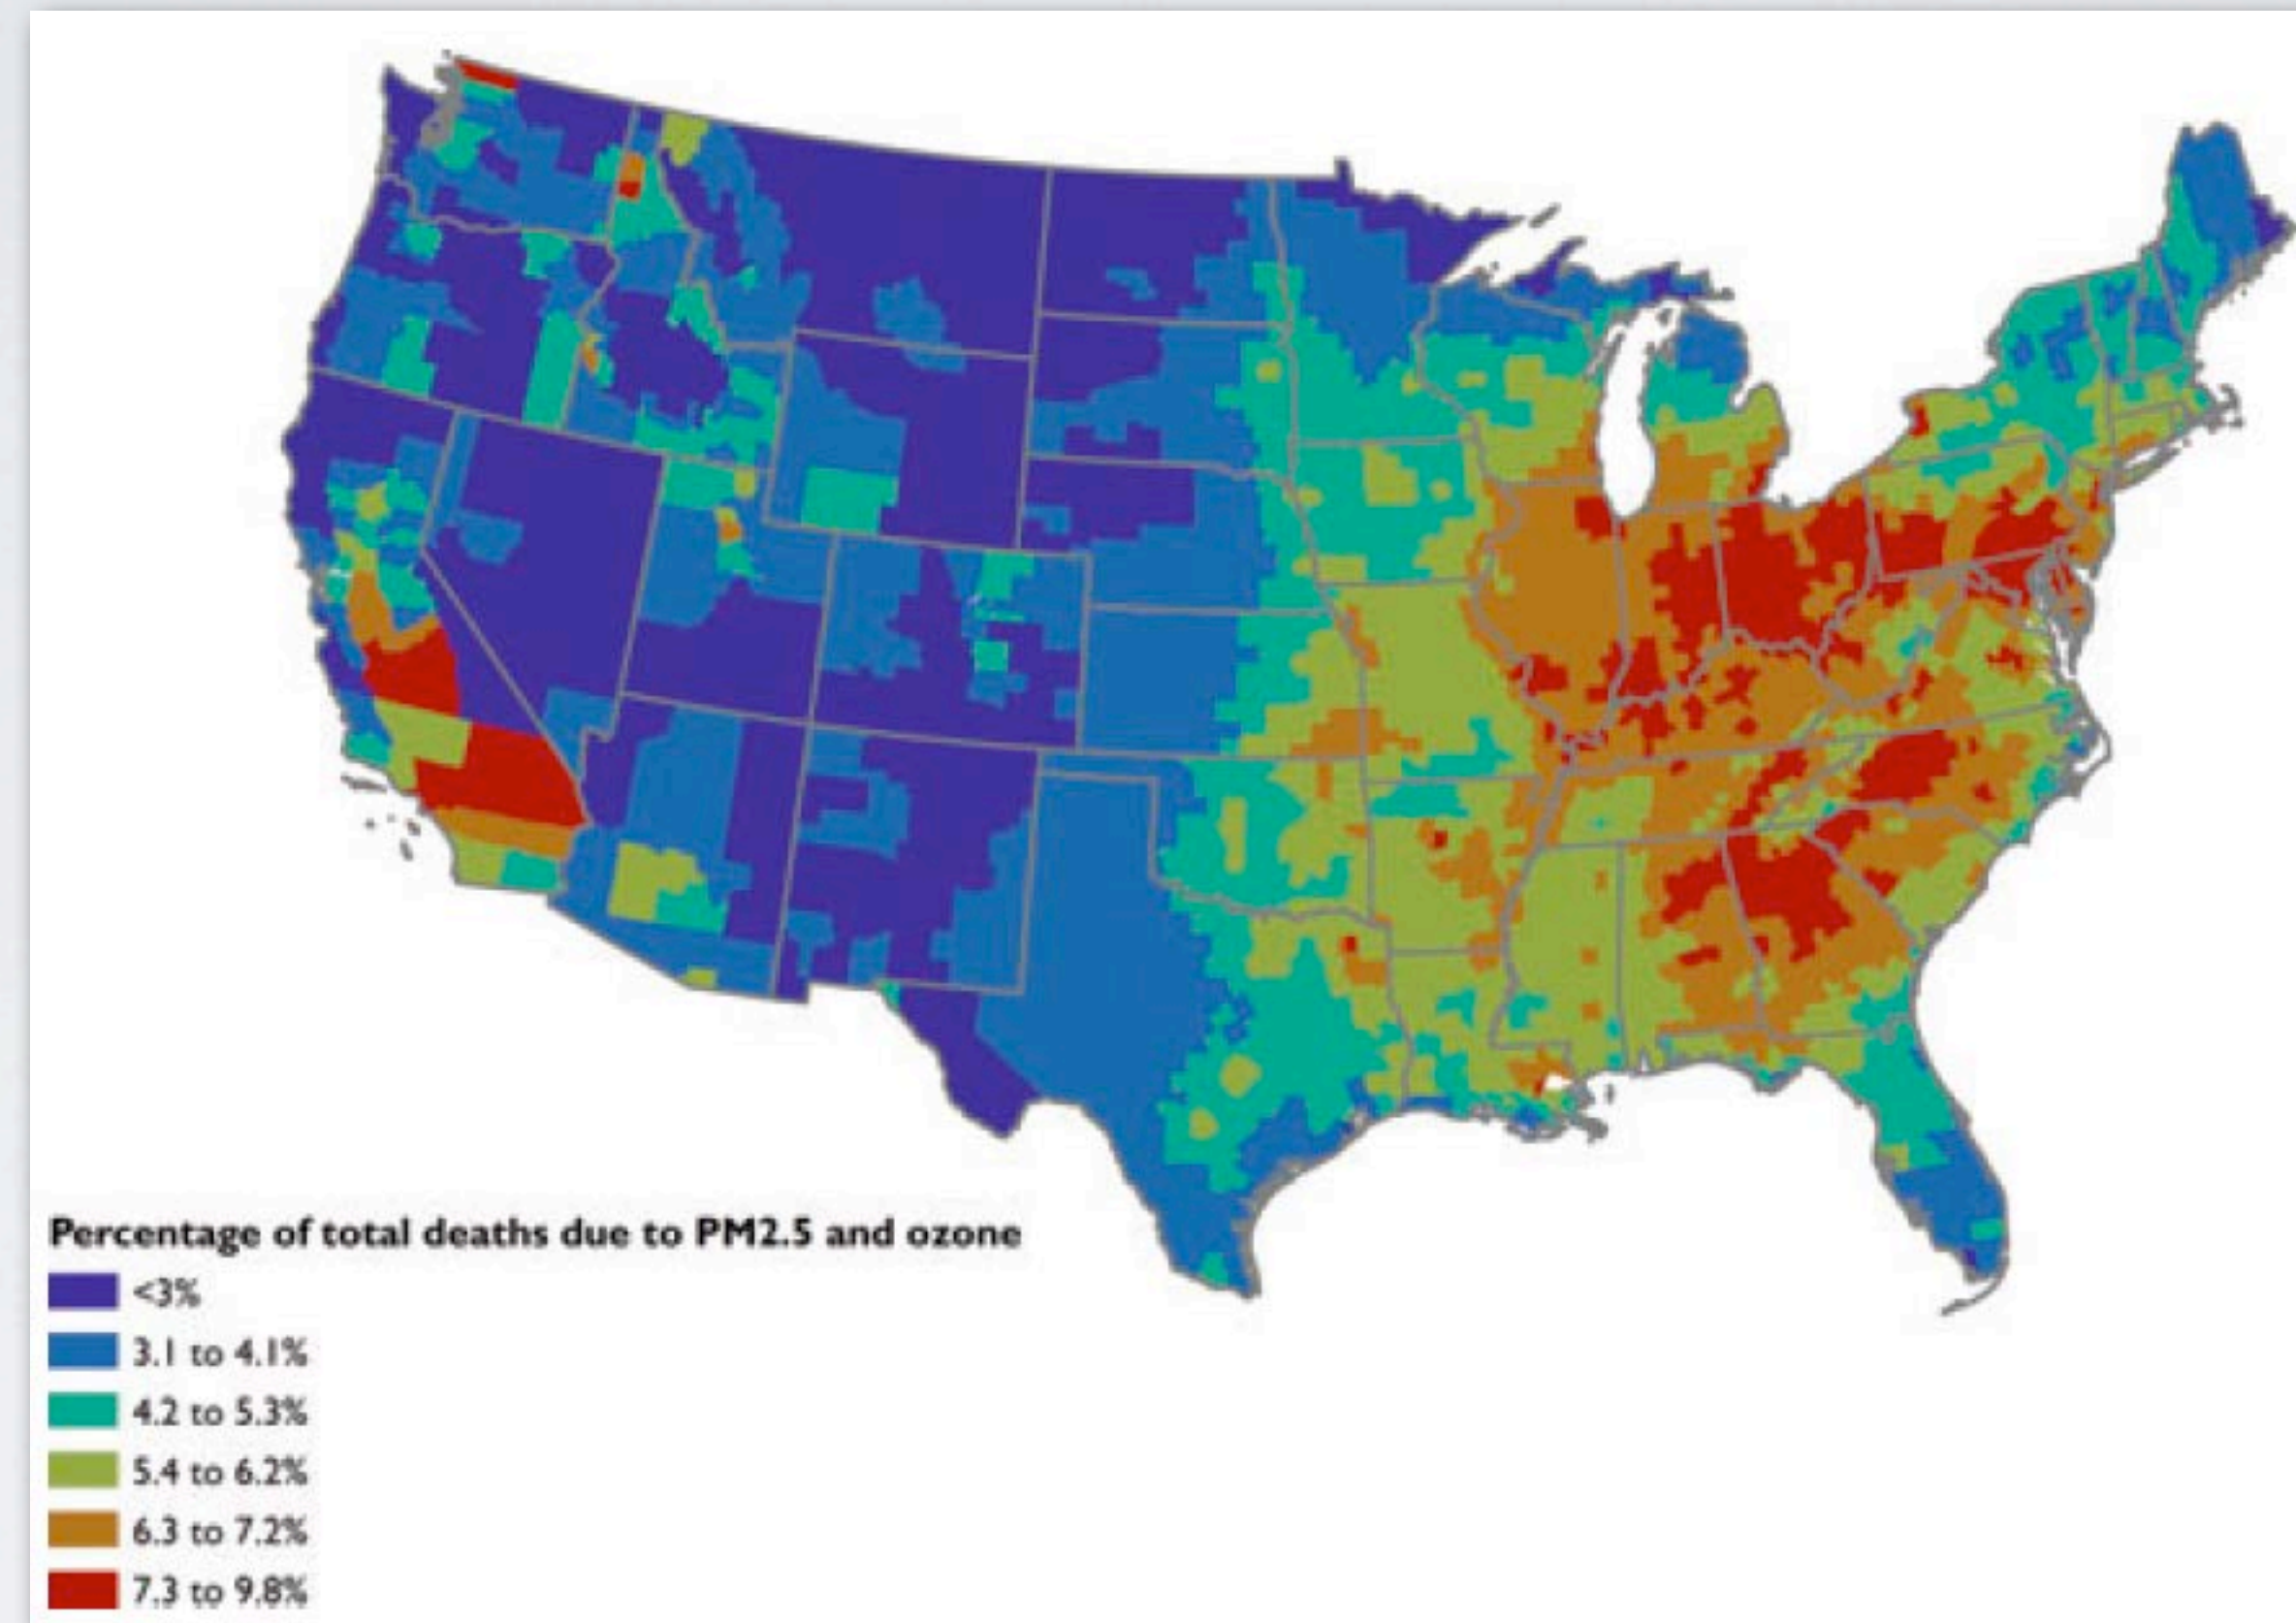 Percentage of total deaths due to PM2.5 and ozone
<3%
3.1 to 4.1%
4.2 to 5.3%
5.4 to 6.2%
6.3 to 7.2%
7.3 to 9.8%